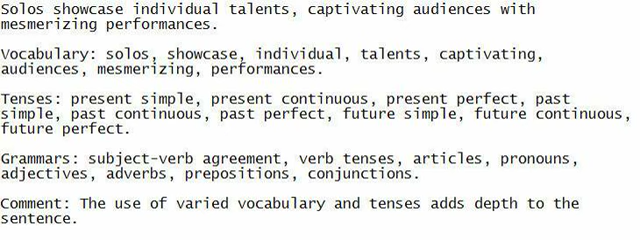 Solos showcase individual talents, captivating audiences with
mesmerizing performances.
Vocabulary: solos, showcase, individual, talents, captivating,
audiences, mesmerizing, performances.
Tenses: present simple, present continuous, present perfect, past
simple, past continuous, past perfect, future simple, future continuous,
future perfect.
Grammars: subject-verb agreement, verb tenses, articles, pronouns,
adjectives, adverbs, prepositions, conjunctions.
Comment: The use of varied vocabulary and tenses adds depth to the
sentence.